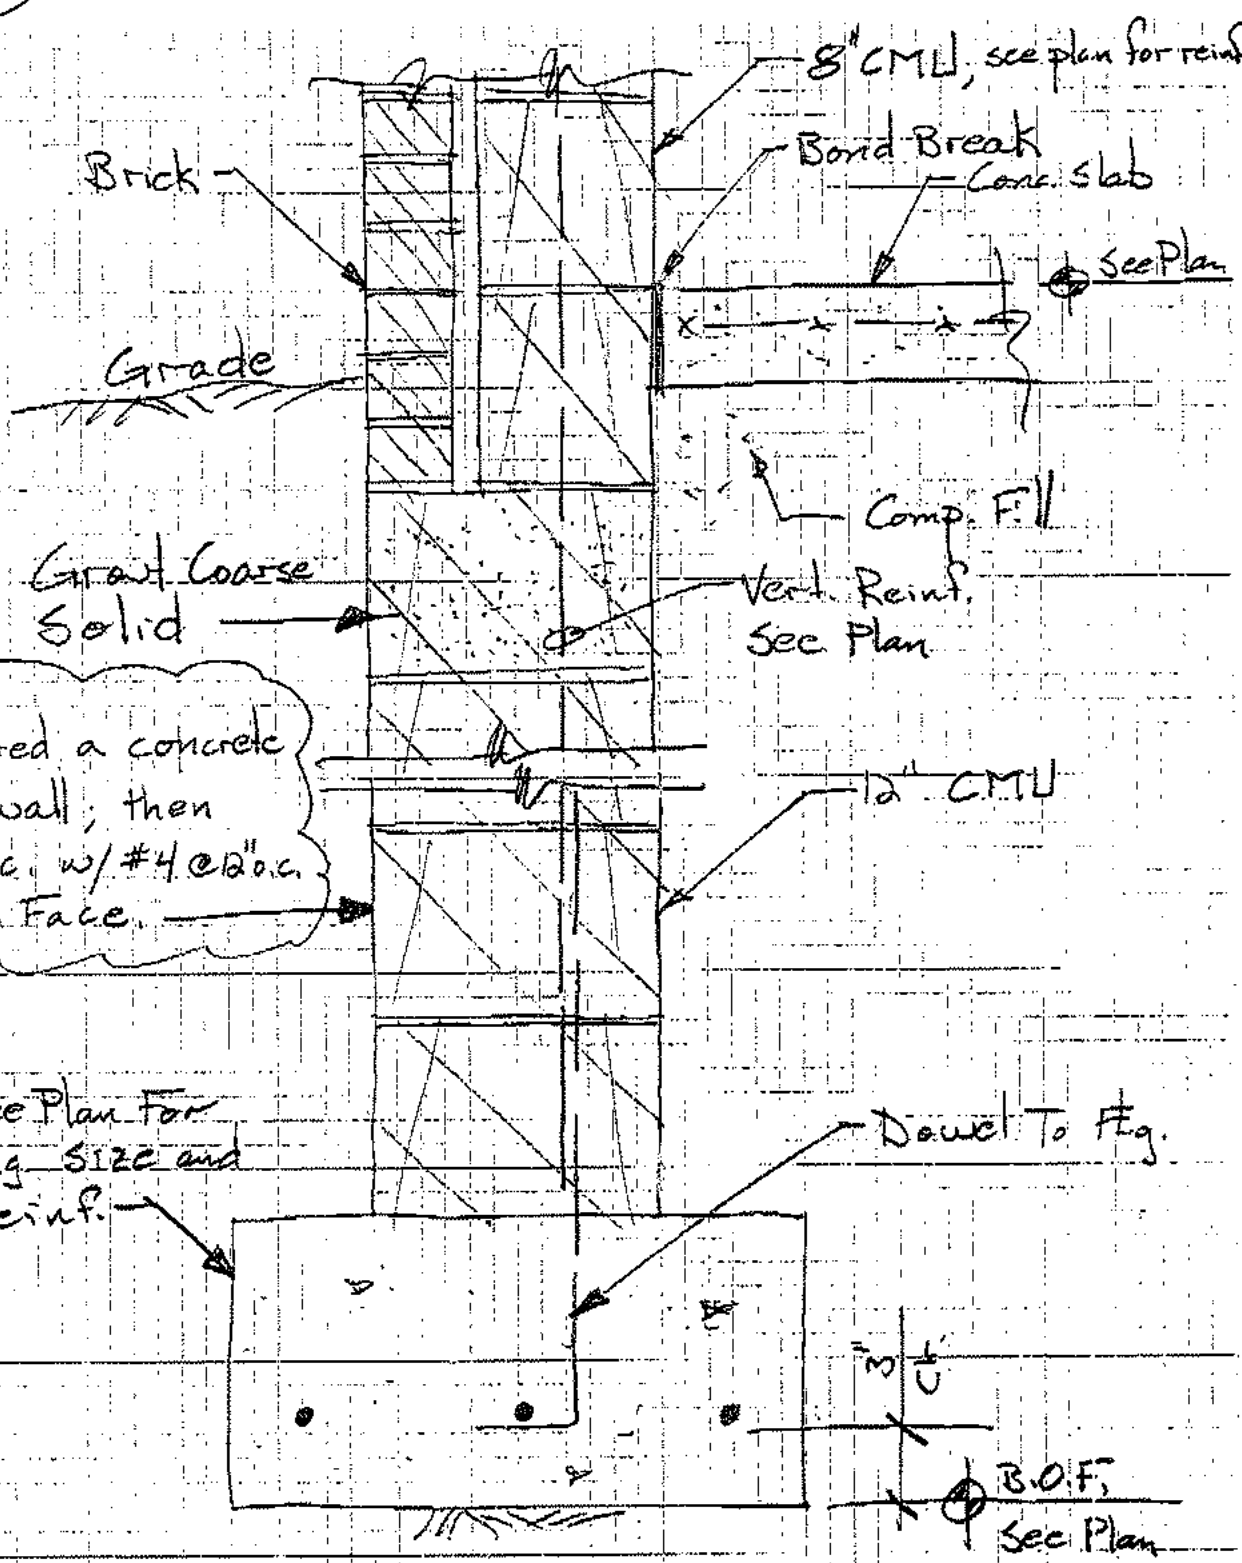 8" CMU, see plan for reinf
Bond Break
Conc. Slab
Brick
See Plan
Grade
Comp. Fill
Grout Coarse
Solid
Vert. Reinf.
See Plan
red a concrete
wall; then
c. w/ #4 @ 12" o.c.
Face.
12" CMU
e Plan For
g. Size and
einf.
Dowel To Ftg.
3"
B.O.F,
See Plan